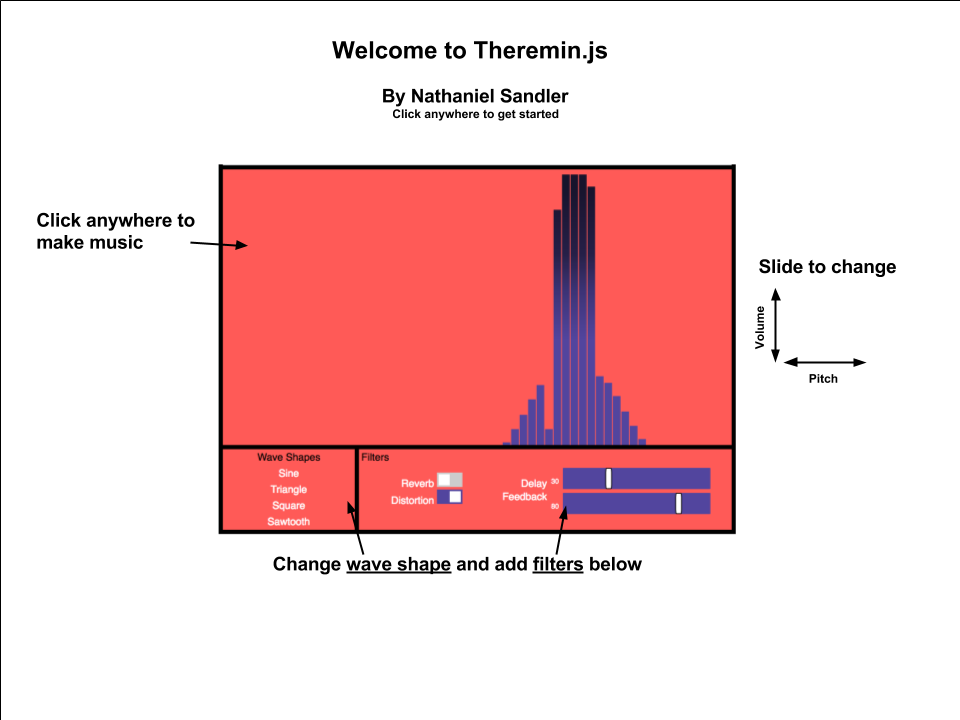 Welcome to Theremin.js
By Nathaniel Sandler
Click anywhere to get started
Click anywhere to
make music
Slide to change
Volume
Pitch
Wave Shapes
Sine
Triangle
Square
Sawtooth
Filters
Reverb
Distortion
Delay 30
Feedback
80
Change wave shape and add filters below